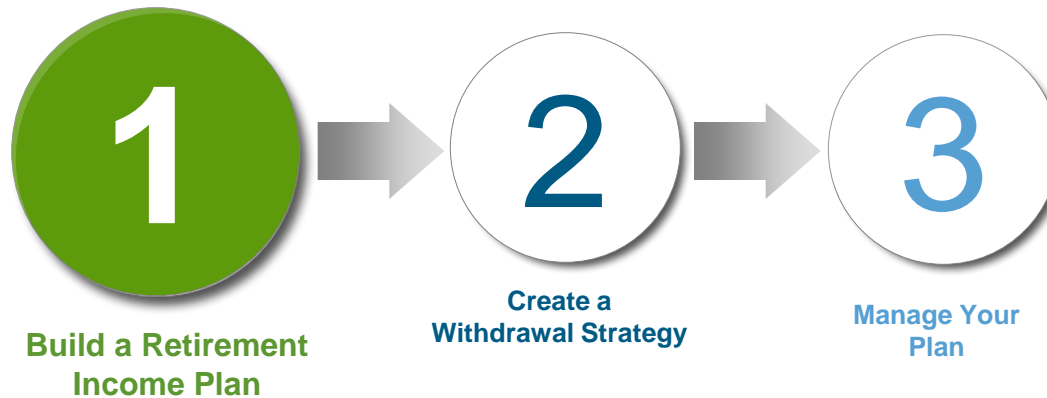 1
Build a Retirement
Income Plan
2
Create a
Withdrawal Strategy
3
Manage Your
Plan